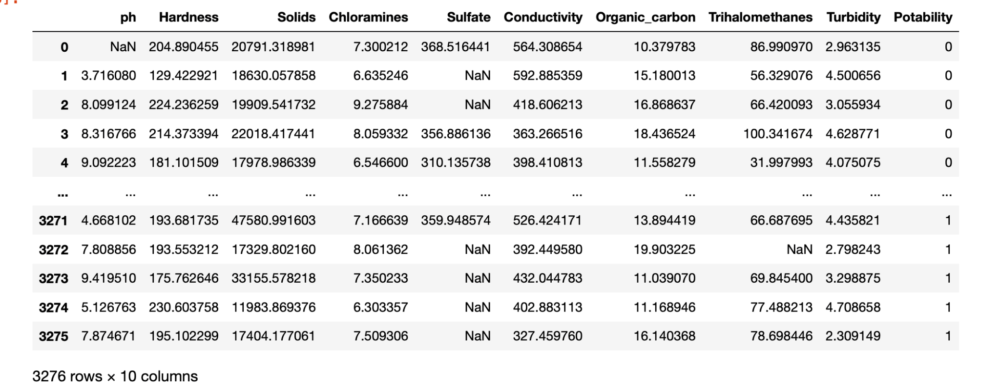 ph Hardness Solids Chloramines Sulfate Conductivity Organic_carbon Trihalomethanes Turbidity Potability
0 NaN 204.890455 20791.318981 7.300212 368.516441 564.308654 10.379783 86.990970 2.963135 0
1 3.716080 129.422921 18630.057858 6.635246 NaN 592.885359 15.180013 56.329076 4.500656 0
2 8.099124 224.236259 19909.541732 9.275884 NaN 418.606213 16.868637 66.420093 3.055934 0
3 8.316766 214.373394 22018.417441 8.059332 356.886136 363.266516 18.436524 100.341674 4.628771 0
4 9.092223 181.101509 17978.986339 6.546600 310.135738 398.410813 11.558279 31.997993 4.075075 0
... ... ... ... ... ... ... ... ... ... ...
3271 4.668102 193.681735 47580.991603 7.166639 359.948574 526.424171 13.894419 66.687695 4.435821 1
3272 7.808856 193.553212 17329.802160 8.061362 NaN 392.449580 19.903225 NaN 2.798243 1
3273 9.419510 175.762646 33155.578218 7.350233 NaN 432.044783 11.039070 69.845400 3.298875 1
3274 5.126763 230.603758 11983.869376 6.303357 NaN 402.883113 11.168946 77.488213 4.708658 1
3275 7.874671 195.102299 17404.177061 7.509306 NaN 327.459760 16.140368 78.698446 2.309149 1
3276 rows × 10 columns